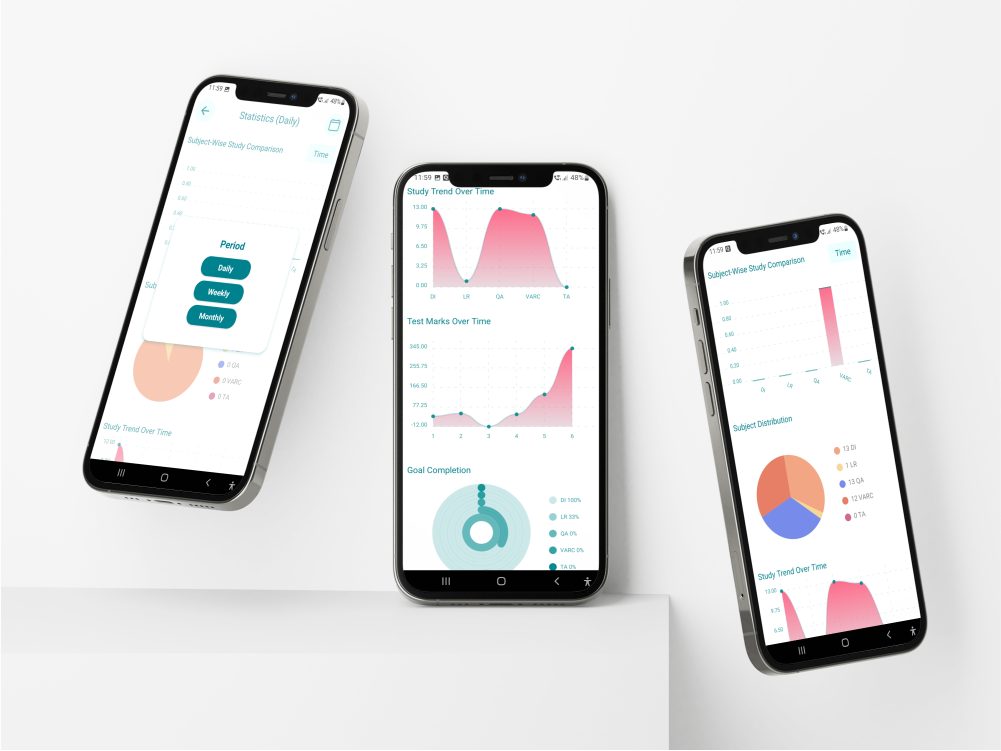 11:59
48%
Statistics (Daily)
Subject-Wise Study Comparison
Time
1.00
0.80
0.60
0.40
Period
Daily
Weekly
Monthly
Sub
0 QA
0 VARC
0 TA
Study Trend Over Time
12.00
11:59
48%
Study Trend Over Time
13.00
9.75
6.50
3.25
0.00
DI
LR
QA
VARC
TA
Test Marks Over Time
345.00
255.75
166.50
77.25
-12.00
1
2
3
4
5
6
Goal Completion
DI 100%
LR 33%
QA 0%
VARC 0%
TA 0%
11:59
48%
Subject-Wise Study Comparison
Time
1.00
0.80
0.60
0.40
0.20
0.00
VARC
Subject Distribution
13 DI
1 LR
13 QA
12 VARC
0 TA
Study Trend Over Time
13.00
9.75
6.50